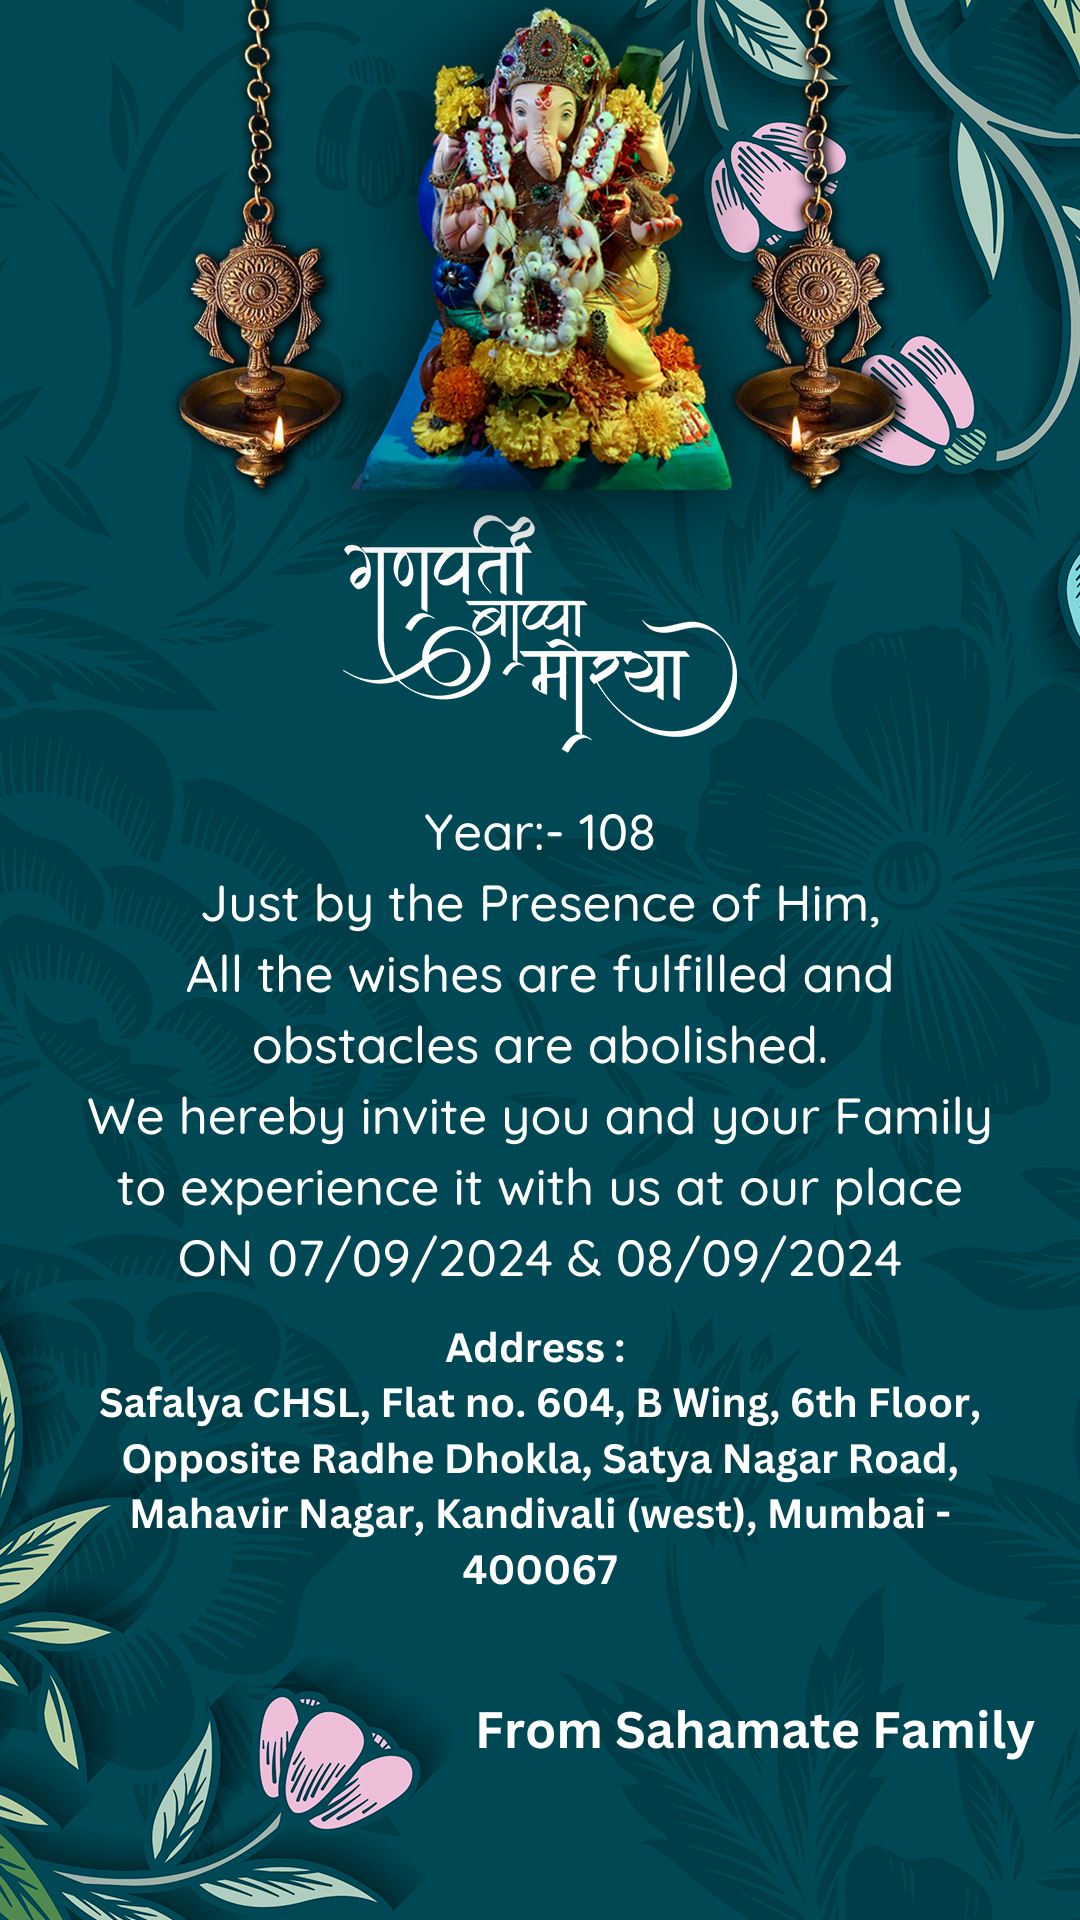 गणपती
बाप्पा
मोरया
Year:- 108
Just by the Presence of Him,
All the wishes are fulfilled and
obstacles are abolished.
We hereby invite you and your Family
to experience it with us at our place
ON 07/09/2024 & 08/09/2024
Address :
Safalya CHSL, Flat no. 604, B Wing, 6th Floor,
Opposite Radhe Dhokla, Satya Nagar Road,
Mahavir Nagar, Kandivali (west), Mumbai -
400067
From Sahamate Family